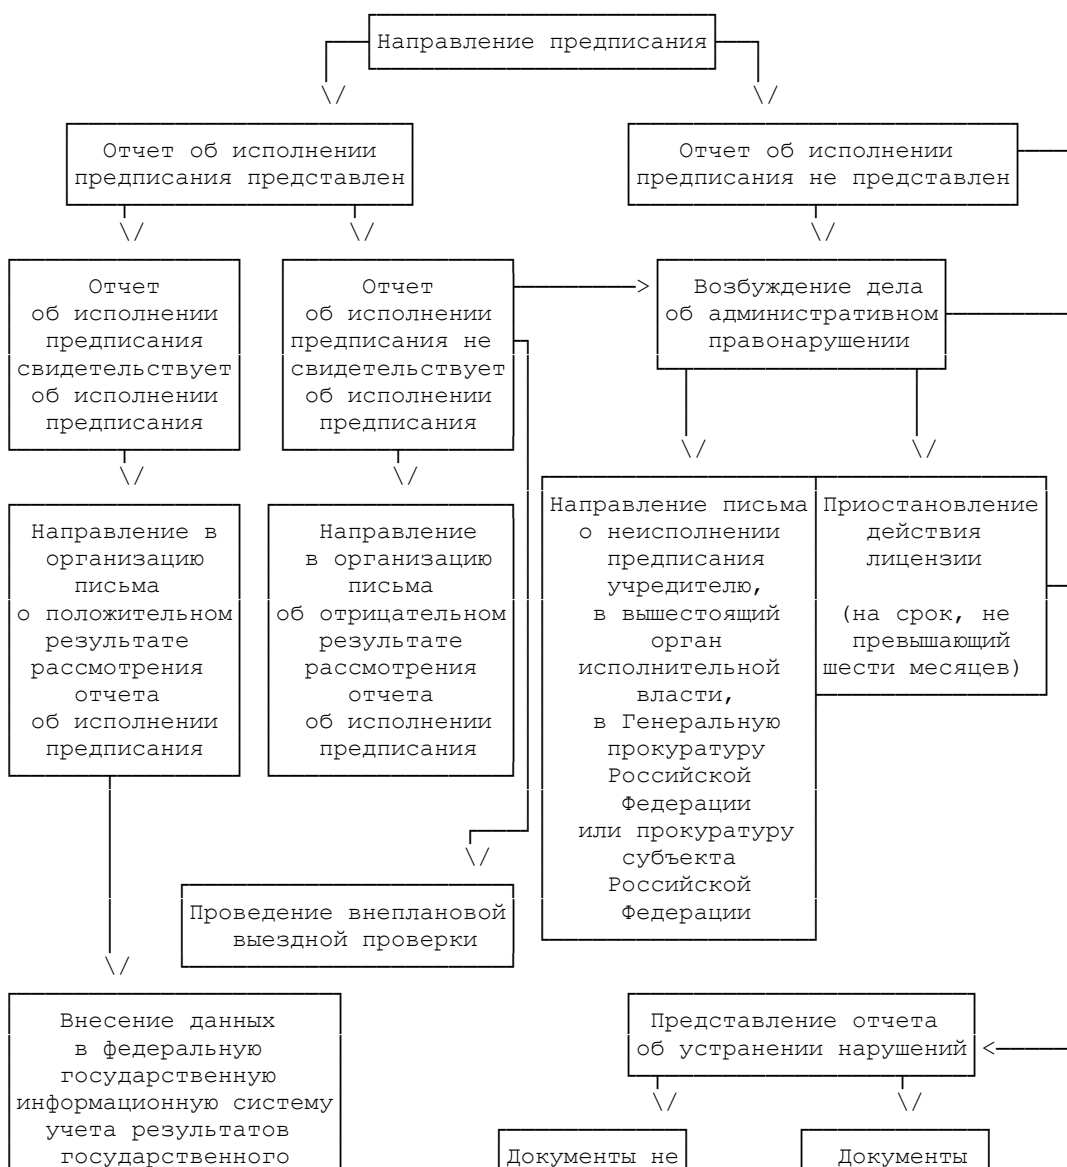 Направление предписания
Отчет об исполнении
предписания представлен
Отчет об исполнении
предписания не представлен
Отчет
об исполнении
предписания
свидетельствует
об исполнении
предписания
Отчет
об исполнении
предписания не
свидетельствует
об исполнении
предписания
Возбуждение дела
об административном
правонарушении
Направление в
организацию
письма
о положительном
результате
рассмотрения
отчета
об исполнении
предписания
Направление
в организацию
письма
об отрицательном
результате
рассмотрения
отчета
об исполнении
предписания
Направление письма
о неисполнении
предписания
учредителю,
в вышестоящий
орган
исполнительной
власти,
в Генеральную
прокуратуру
Российской
Федерации
или прокуратуру
субъекта
Российской
Федерации
Приостановление
действия
лицензии
(на срок, не
превышающий
шести месяцев)
Проведение внеплановой
выездной проверки
Внесение данных
в федеральную
государственную
информационную систему
учета результатов
государственного
Представление отчета
об устранении нарушений
Документы не
Документы